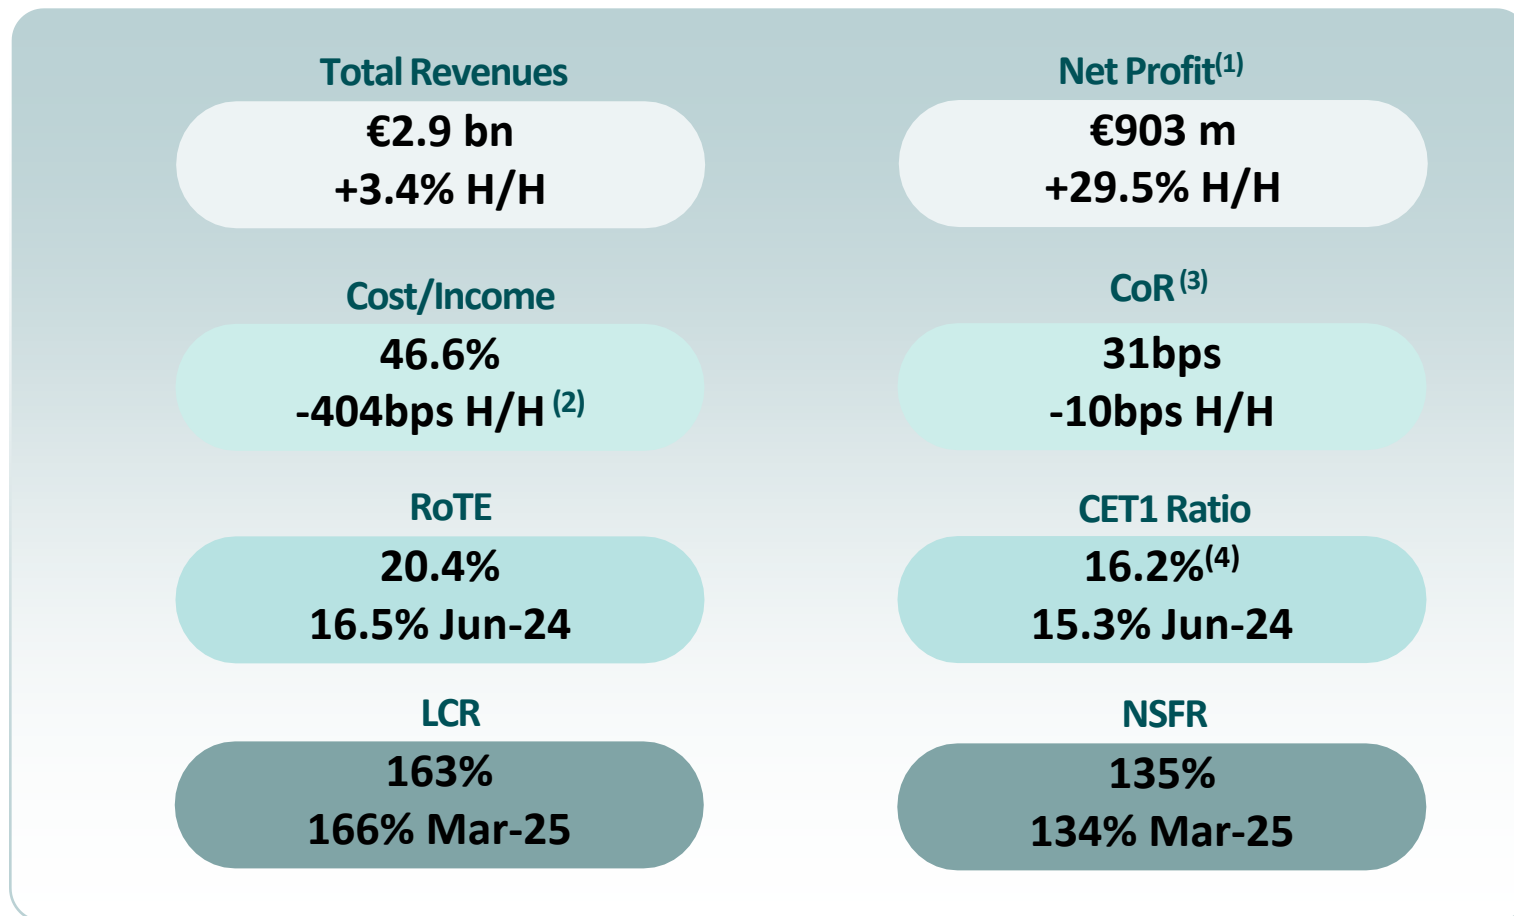 Total Revenues
€2.9 bn
+3.4% H/H
Net Profit(1)
€903 m
+29.5% H/H
Cost/Income
46.6%
-404bps H/H (2)
CoR (3)
31bps
-10bps H/H
RoTE
20.4%
16.5% Jun-24
CET1 Ratio
16.2%(4)
15.3% Jun-24
LCR
163%
166% Mar-25
NSFR
135%
134% Mar-25